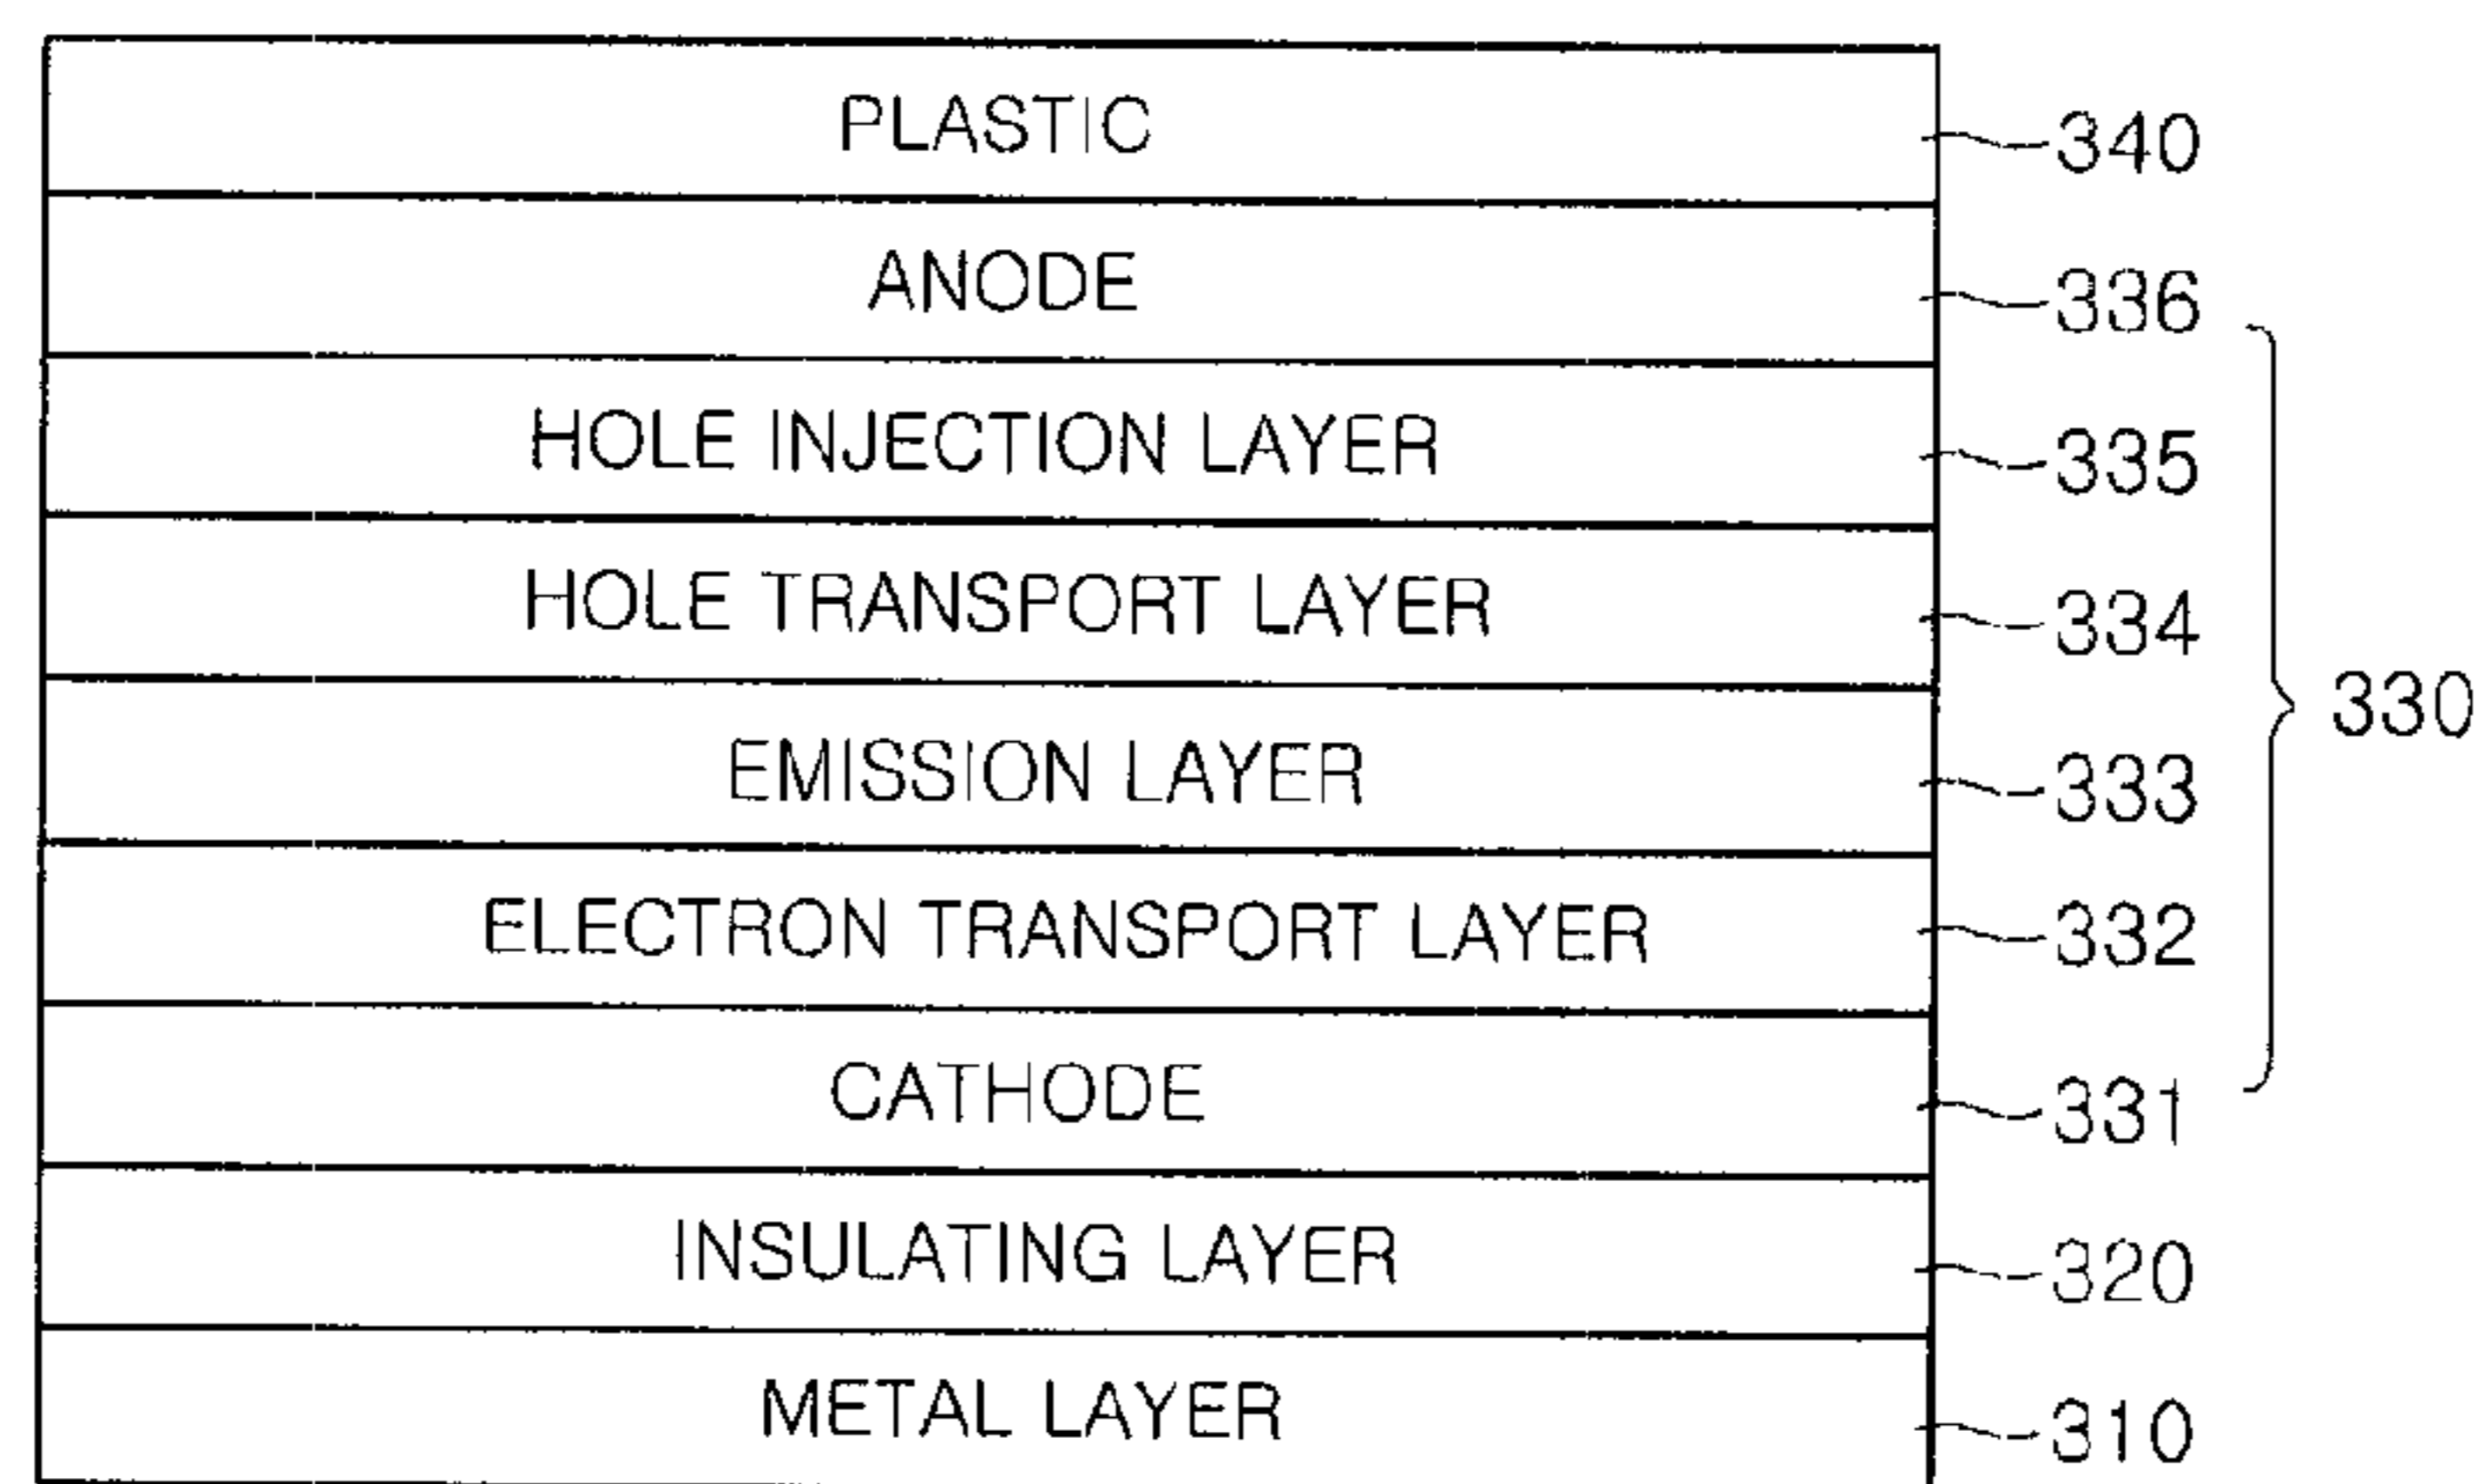 PLASTIC 340
ANODE 336
HOLE INJECTION LAYER 335
HOLE TRANSPORT LAYER 334
330
EMISSION LAYER 333
ELECTRON TRANSPORT LAYER 332
CATHODE 331
INSULATING LAYER 320
METAL LAYER 310